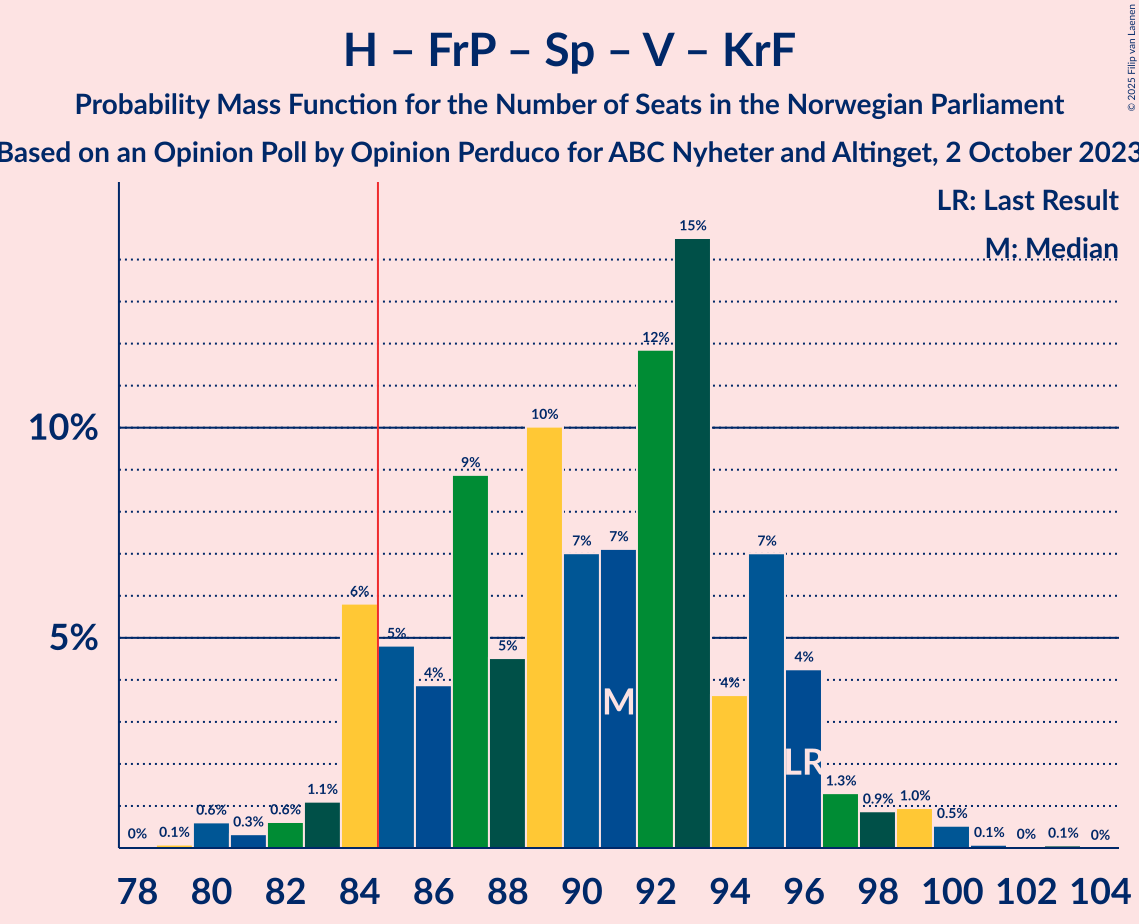 H – FrP – Sp – V – KrF
Probability Mass Function for the Number of Seats in the Norwegian Parliament
Based on an Opinion Poll by Opinion Perduco for ABC Nyheter and Altinget, 2 October 2023
© 2025 Filip van Laenen
LR: Last Result
M: Median
10%
5%
0% 0.1% 0.6% 0.3% 0.6% 1.1% 6% 5% 4% 9% 5% 10% 7% 7% 12% 15% 4% 7% 4% 1.3% 0.9% 1.0% 0.5% 0.1% 0% 0.1% 0%
M
LR
78 80 82 84 86 88 90 92 94 96 98 100 102 104